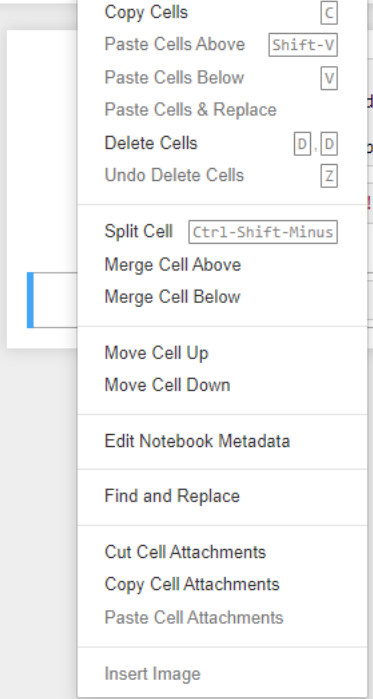 Copy Cells C
Paste Cells Above Shift-V
Paste Cells Below V
Paste Cells & Replace
Delete Cells D,D
Undo Delete Cells Z
Split Cell Ctrl-Shift-Minus
Merge Cell Above
Merge Cell Below
Move Cell Up
Move Cell Down
Edit Notebook Metadata
Find and Replace
Cut Cell Attachments
Copy Cell Attachments
Paste Cell Attachments
Insert Image